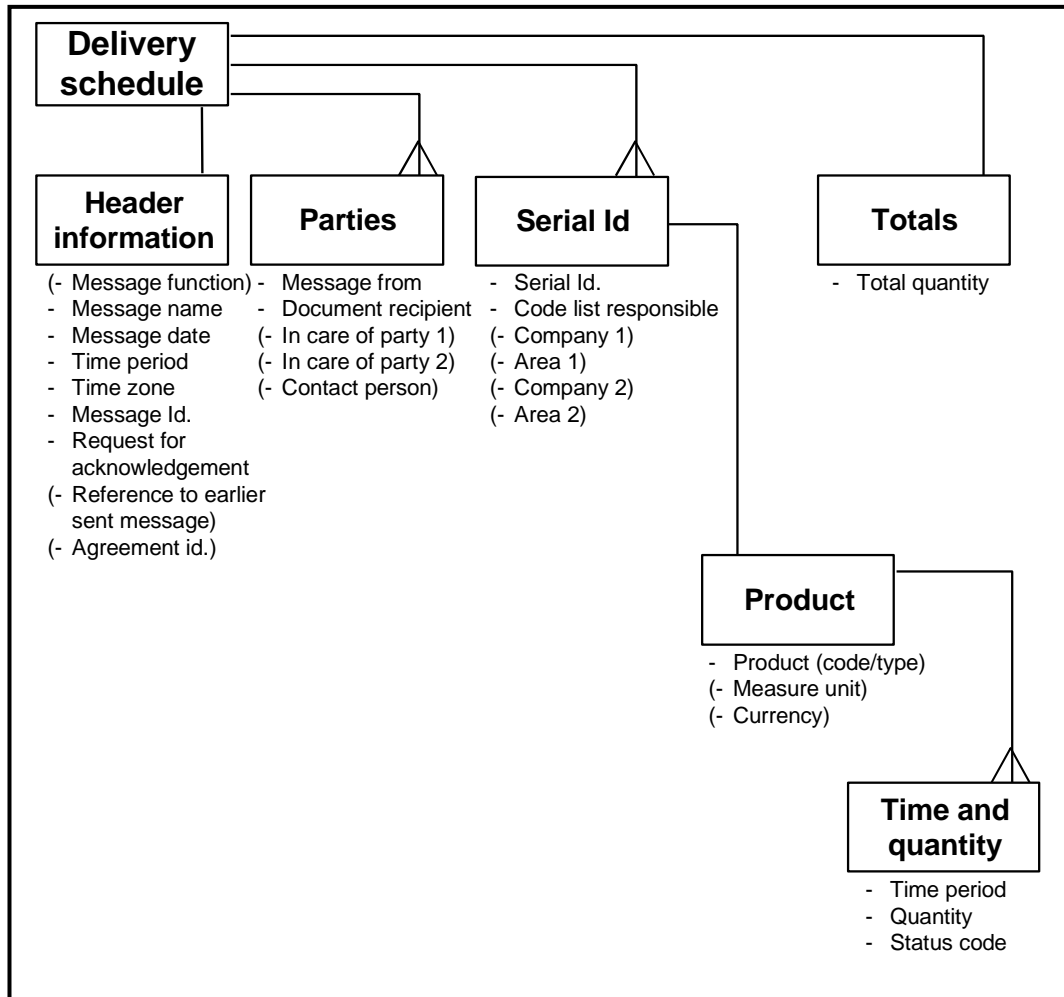 Delivery
schedule
Header
information
(- Message function)
- Message name
- Message date
- Time period
- Time zone
- Message Id.
- Request for
acknowledgement
(- Reference to earlier
sent message)
(- Agreement id.)
Parties
- Message from
- Document recipient
(- In care of party 1)
(- In care of party 2)
(- Contact person)
Serial Id
- Serial Id.
- Code list responsible
(- Company 1)
(- Area 1)
(- Company 2)
(- Area 2)
Totals
- Total quantity
Product
- Product (code/type)
(- Measure unit)
(- Currency)
Time and
quantity
- Time period
- Quantity
- Status code